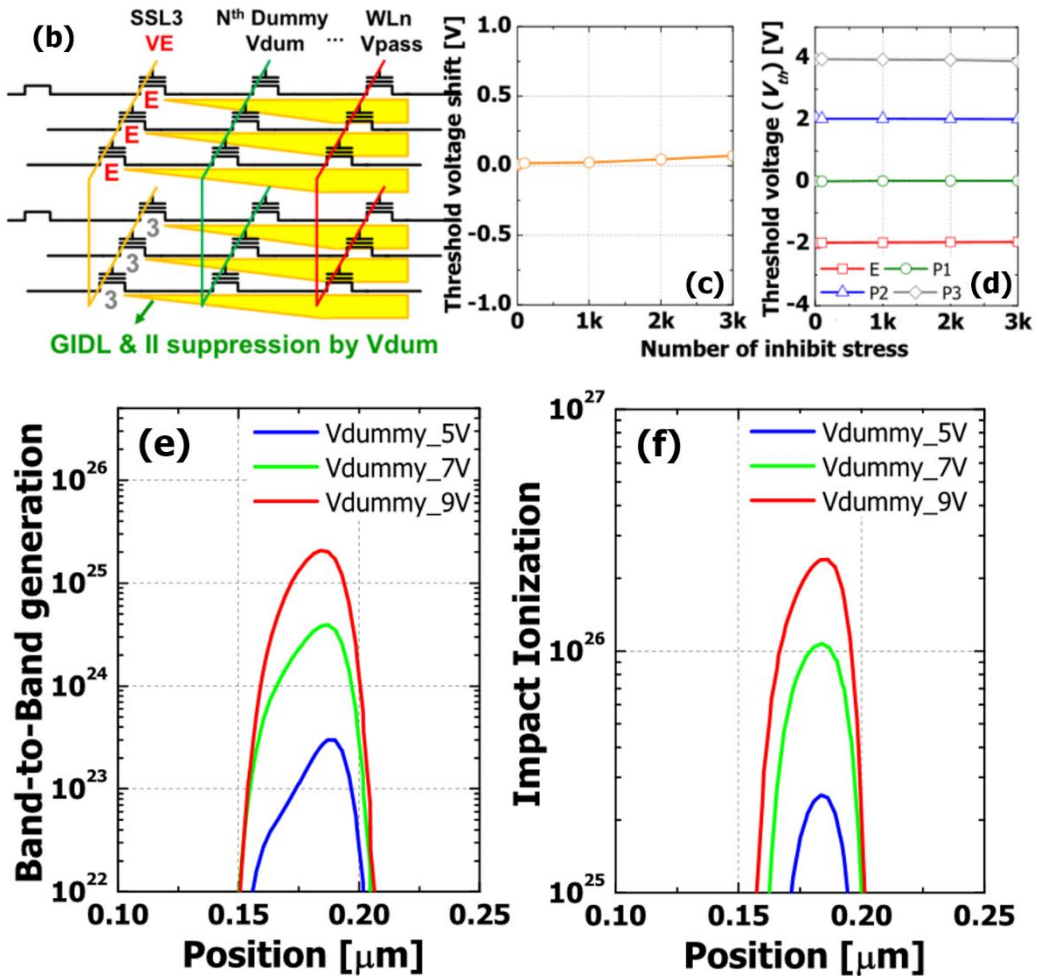 (b)
SSL3 Nth Dummy WLn
VE Vdum ... Vpass
E
E
E
3
3
3
GIDL & II suppression by Vdum
Threshold voltage shift [V]
1.0
0.5
0.0
-0.5
-1.0
0 1k 2k 3k
(c)
Threshold voltage (Vth) [V]
4
2
0
-2
-4
E P1
P2 P3
(d)
0 1k 2k 3k
Number of inhibit stress
(e)
Vdummy_5V
Vdummy_7V
Vdummy_9V
Band-to-Band generation
10^26
10^25
10^24
10^23
10^22
0.10 0.15 0.20 0.25
Position [μm]
(f)
Vdummy_5V
Vdummy_7V
Vdummy_9V
Impact Ionization
10^27
10^26
10^25
0.10 0.15 0.20 0.25
Position [μm]